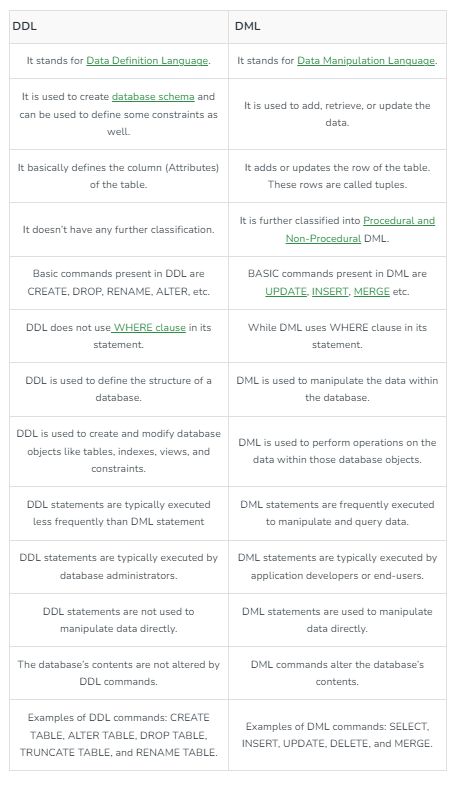 DDL
DML
It stands for Data Definition Language.
It stands for Data Manipulation Language.
It is used to create database schema and
can be used to define some constraints as
well.
It is used to add, retrieve, or update the
data.
It basically defines the column (Attributes)
of the table.
It adds or updates the row of the table.
These rows are called tuples.
It doesn't have any further classification.
It is further classified into Procedural and
Non-Procedural DML.
Basic commands present in DDL are
CREATE, DROP, RENAME, ALTER, etc.
BASIC commands present in DML are
UPDATE, INSERT, MERGE etc.
DDL does not use WHERE clause in its
statement.
While DML uses WHERE clause in its
statement.
DDL is used to define the structure of a
database.
DML is used to manipulate the data within
the database.
DDL is used to create and modify database
objects like tables, indexes, views, and
constraints.
DML is used to perform operations on the
data within those database objects.
DDL statements are typically executed
less frequently than DML statement
DML statements are frequently executed
to manipulate and query data.
DDL statements are typically executed by
database administrators.
DML statements are typically executed by
application developers or end-users.
DDL statements are not used to
manipulate data directly.
DML statements are used to manipulate
data directly.
The database's contents are not altered by
DDL commands.
DML commands alter the database's
contents.
Examples of DDL commands: CREATE
TABLE, ALTER TABLE, DROP TABLE,
TRUNCATE TABLE, and RENAME TABLE.
Examples of DML commands: SELECT,
INSERT, UPDATE, DELETE, and MERGE.